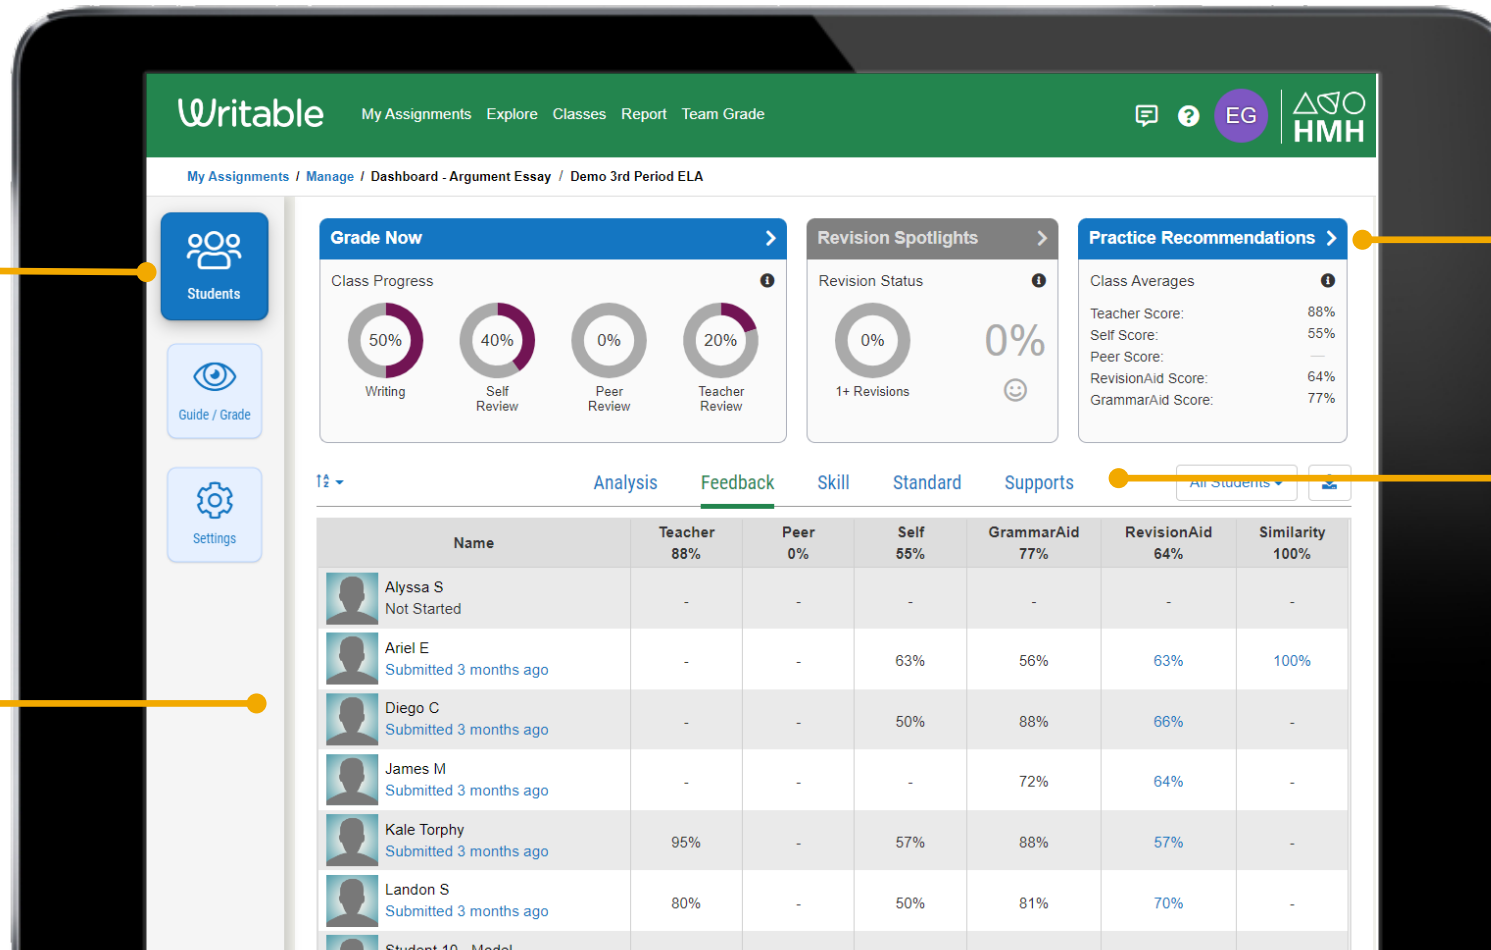 Writable
My Assignments Explore Classes Report Team Grade
EG
HMH
My Assignments / Manage / Dashboard - Argument Essay / Demo 3rd Period ELA
Students
Guide / Grade
Settings
Grade Now
Class Progress
50% 40% 0% 20%
Writing Self Peer Teacher
Review Review Review
Revision Spotlights
Revision Status
0% 0%
1+ Revisions
Practice Recommendations
Class Averages
Teacher Score: 88%
Self Score: 55%
Peer Score: —
RevisionAid Score: 64%
GrammarAid Score: 77%
Analysis Feedback Skill Standard Supports All Students
Name Teacher Peer Self GrammarAid RevisionAid Similarity
88% 0% 55% 77% 64% 100%
Alyssa S
Not Started - - - - - -
Ariel E
Submitted 3 months ago - - 63% 56% 63% 100%
Diego C
Submitted 3 months ago - - 50% 88% 66% -
James M
Submitted 3 months ago - - - 72% 64% -
Kale Torphy
Submitted 3 months ago 95% - 57% 88% 57% -
Landon S
Submitted 3 months ago 80% - 50% 81% 70% -
Student 10 - Model